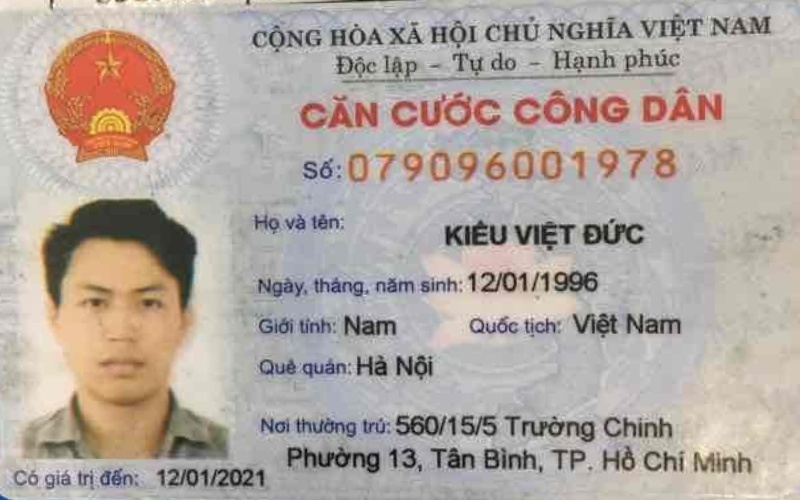 CỘNG HÒA XÃ HỘI CHỦ NGHĨA VIỆT NAM
Độc lập - Tự do - Hạnh phúc
CĂN CƯỚC CÔNG DÂN
Số: 079096001978
Họ và tên: KIỀU VIỆT ĐỨC
Ngày, tháng, năm sinh: 12/01/1996
Giới tính: Nam Quốc tịch: Việt Nam
Quê quán: Hà Nội
Nơi thường trú: 560/15/5 Trường Chinh
Phường 13, Tân Bình, TP. Hồ Chí Minh
Có giá trị đến: 12/01/2021